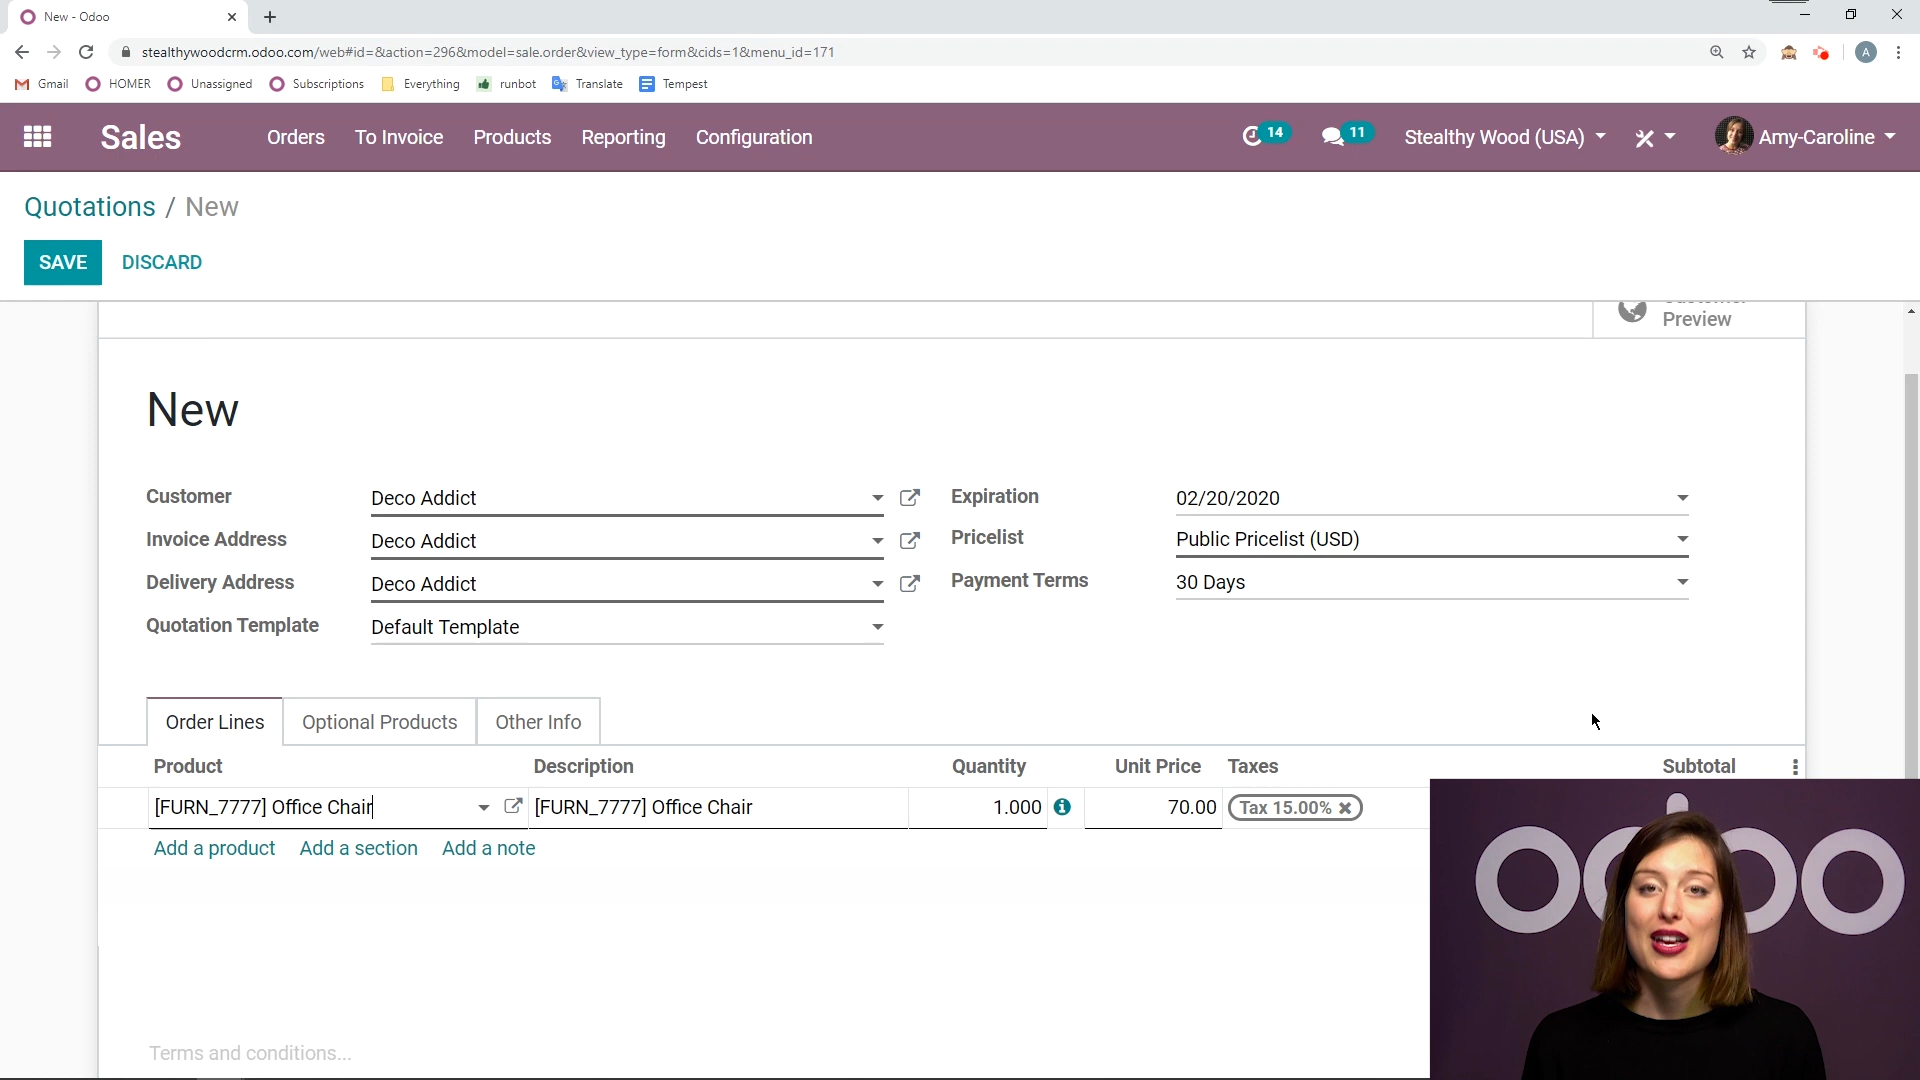 New - Odoo
stealthywoodcrm.odoo.com/web#id=&action=296&model=sale.order&view_type=form&cids=1&menu_id=171
A
Gmail HOMER Unassigned Subscriptions Everything runbot Translate Tempest
Sales Orders To Invoice Products Reporting Configuration 14 11 Stealthy Wood (USA) Amy-Caroline
Quotations / New
SAVE DISCARD
Preview
New
Customer Deco Addict Expiration 02/20/2020
Invoice Address Deco Addict Pricelist Public Pricelist (USD)
Delivery Address Deco Addict Payment Terms 30 Days
Quotation Template Default Template
Order Lines Optional Products Other Info
Product Description Quantity Unit Price Taxes Subtotal
[FURN_7777] Office Chair [FURN_7777] Office Chair 1.000 70.00 Tax 15.00%
Add a product Add a section Add a note
odoo
Terms and conditions...